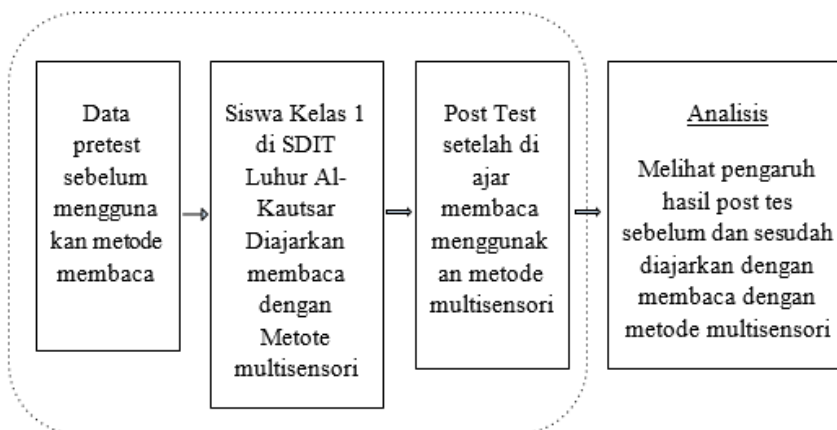 Data
pretest
sebelum
mengguna
kan metode
membaca
Siswa Kelas 1
di SDIT
Luhur Al-
Kautsar
Diajarkan
membaca
dengan
Metote
multisensori
Post Test
setelah di
ajar
membaca
menggunak
an metode
multisensori
Analisis
Melihat pengaruh
hasil post tes
sebelum dan sesudah
diajarkan dengan
membaca dengan
metode multisensori